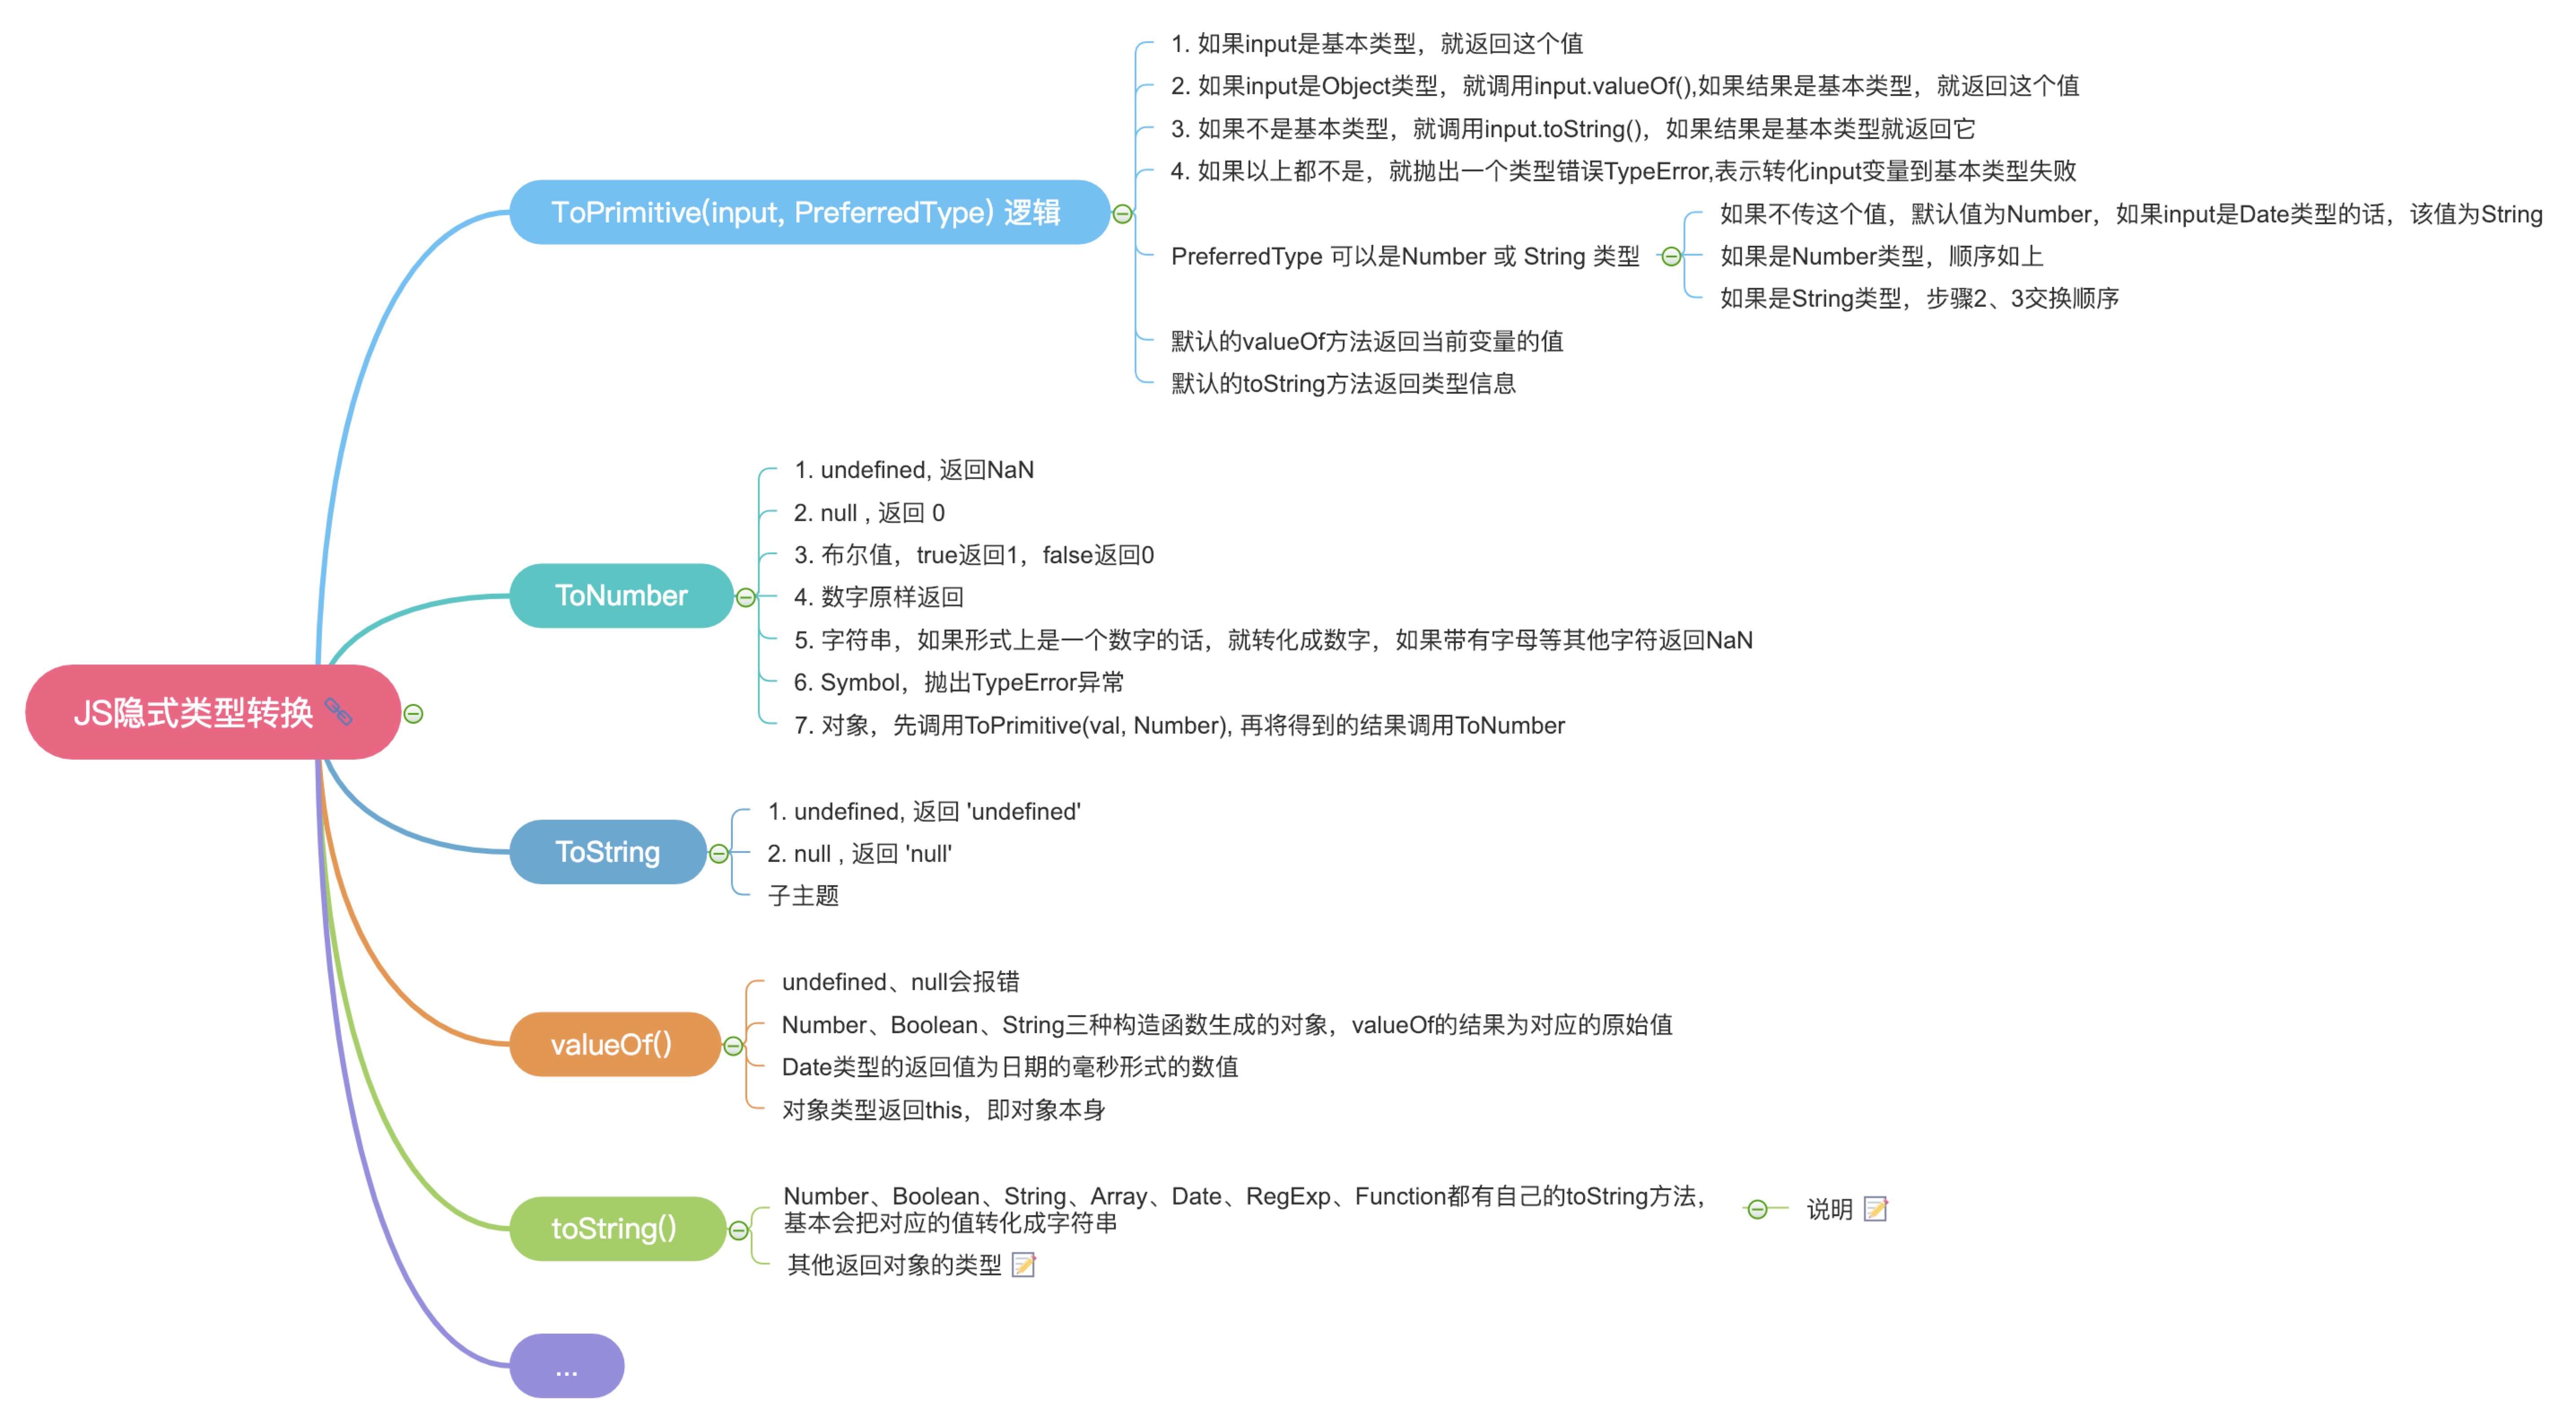 JS隐式类型转换
ToPrimitive(input, PreferredType) 逻辑
1. 如果input是基本类型，就返回这个值
2. 如果input是Object类型，就调用input.valueOf(),如果结果是基本类型，就返回这个值
3. 如果不是基本类型，就调用input.toString()，如果结果是基本类型就返回它
4. 如果以上都不是，就抛出一个类型错误TypeError,表示转化input变量到基本类型失败
PreferredType 可以是Number 或 String 类型
如果不传这个值，默认值为Number，如果input是Date类型的话，该值为String
如果是Number类型，顺序如上
如果是String类型，步骤2、3交换顺序
默认的valueOf方法返回当前变量的值
默认的toString方法返回类型信息
ToNumber
1. undefined, 返回NaN
2. null , 返回 0
3. 布尔值，true返回1，false返回0
4. 数字原样返回
5. 字符串，如果形式上是一个数字的话，就转化成数字，如果带有字母等其他字符返回NaN
6. Symbol，抛出TypeError异常
7. 对象，先调用ToPrimitive(val, Number), 再将得到的结果调用ToNumber
ToString
1. undefined, 返回 'undefined'
2. null , 返回 'null'
子主题
valueOf()
undefined、null会报错
Number、Boolean、String三种构造函数生成的对象，valueOf的结果为对应的原始值
Date类型的返回值为日期的毫秒形式的数值
对象类型返回this，即对象本身
toString()
Number、Boolean、String、Array、Date、RegExp、Function都有自己的toString方法，
基本会把对应的值转化成字符串
说明
其他返回对象的类型
...